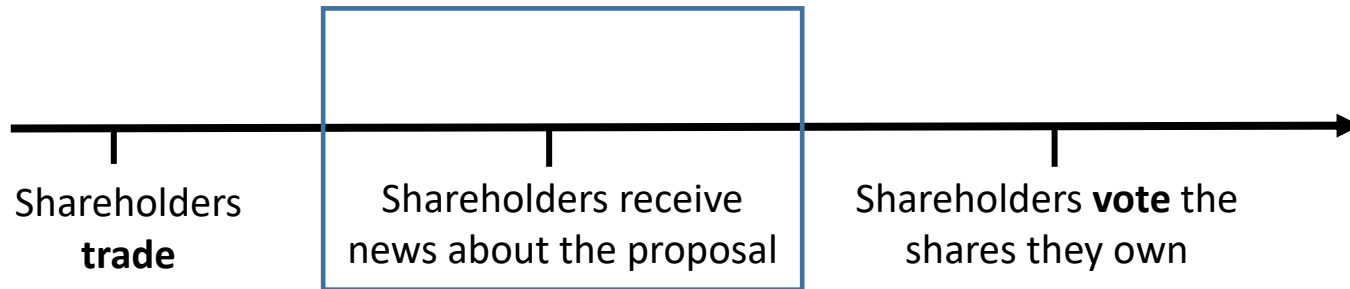 Shareholders
trade
Shareholders receive
news about the proposal
Shareholders vote the
shares they own